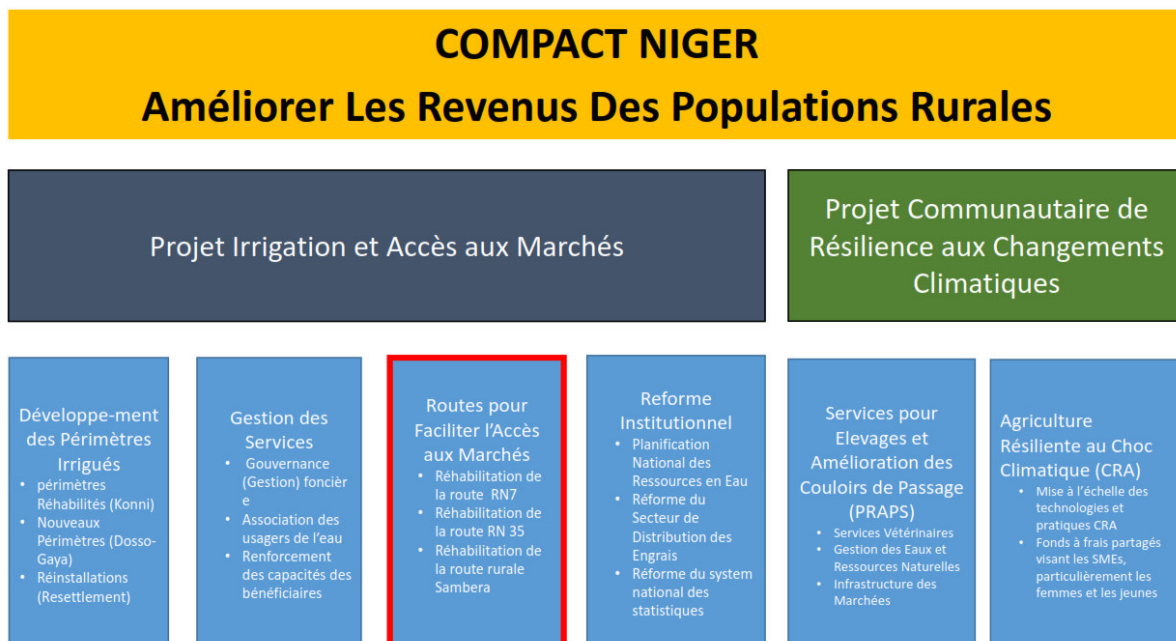 COMPACT NIGER
Améliorer Les Revenus Des Populations Rurales
Projet Irrigation et Accès aux Marchés
Projet Communautaire de
Résilience aux Changements
Climatiques
Développe-ment
des Périmètres
Irrigués
• périmètres
Réhabilités (Konni)
• Nouveaux
Périmètres (Dosso-
Gaya)
• Réinstallations
(Resettlement)
Gestion des
Services
• Gouvernance
(Gestion) foncièr
e
• Association des
usagers de l'eau
• Renforcement
des capacités des
bénéficiaires
Routes pour
Faciliter l'Accès
aux Marchés
• Réhabilitation de
la route RN7
• Réhabilitation de
la route RN 35
• Réhabilitation de
la route rurale
Sambera
Reforme
Institutionnel
• Planification
National des
Ressources en Eau
• Réforme du
Secteur de
Distribution des
Engrais
• Réforme du system
national des
statistiques
Services pour
Elevages et
Amélioration des
Couloirs de Passage
(PRAPS)
• Services Vétérinaires
• Gestion des Eaux et
Ressources Naturelles
• Infrastructure des
Marchées
Agriculture
Résiliente au Choc
Climatique (CRA)
• Mise à l'échelle des
technologies et
pratiques CRA
• Fonds à frais partagés
visant les SMEs,
particulièrement les
femmes et les jeunes